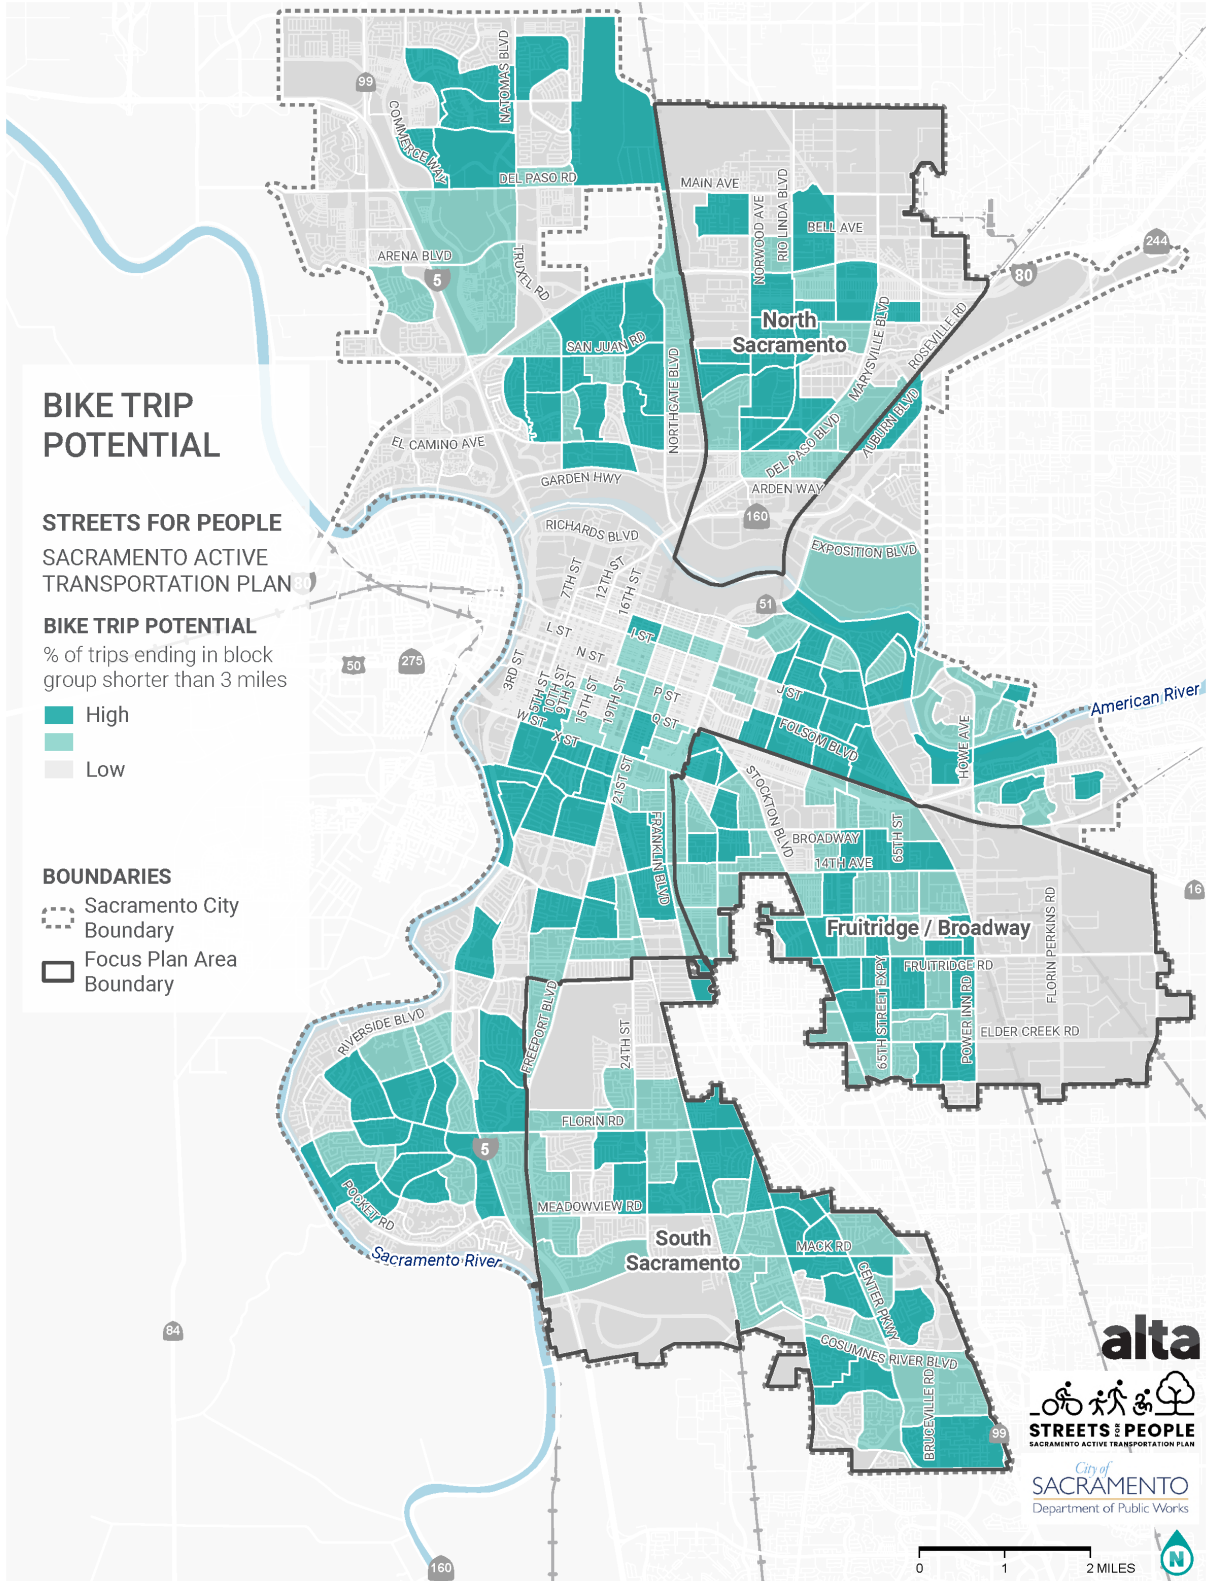 BIKE TRIP
POTENTIAL
STREETS FOR PEOPLE
SACRAMENTO ACTIVE
TRANSPORTATION PLAN
BIKE TRIP POTENTIAL
% of trips ending in block
group shorter than 3 miles
High
Low
BOUNDARIES
Sacramento City
Boundary
Focus Plan Area
Boundary
99
COMMERCE WAY
NATOMAS BLVD
DEL PASO RD
MAIN AVE
RIO LINDA BLVD
NORWOOD AVE
BELL AVE
ARENA BLVD
TRUXEL RD
5
244
80
North
Sacramento
MARYSVILLE BLVD
ROSEVILLE RD
SAN JUAN RD
NORTHGATE BLVD
AUBURN BLVD
DEL PASO BLVD
EL CAMINO AVE
GARDEN HWY
ARDEN WAY
160
RICHARDS BLVD
EXPOSITION BLVD
7TH ST
12TH ST
16TH ST
80
51
L ST
I ST
N ST
50
275
3RD ST
5TH ST
10TH ST
9TH ST
15TH ST
19TH ST
P ST
J ST
Q ST
W ST
X ST
FOLSOM BLVD
American River
HOWE AVE
21ST ST
STOCKTON BLVD
FRANKLIN BLVD
BROADWAY
65TH ST
14TH AVE
16
FLORIN PERKINS RD
Fruitridge / Broadway
FRUITRIDGE RD
65TH STREET EXPY
POWER INN RD
ELDER CREEK RD
RIVERSIDE BLVD
FREEPORT BLVD
24TH ST
FLORIN RD
5
POCKET RD
MEADOWVIEW RD
Sacramento River
South
Sacramento
MACK RD
CENTER PKWY
COSUMNES RIVER BLVD
BRUCEVILLE RD
99
84
160
alta
STREETS FOR PEOPLE
SACRAMENTO ACTIVE TRANSPORTATION PLAN
City of
SACRAMENTO
Department of Public Works
0 1 2 MILES
N